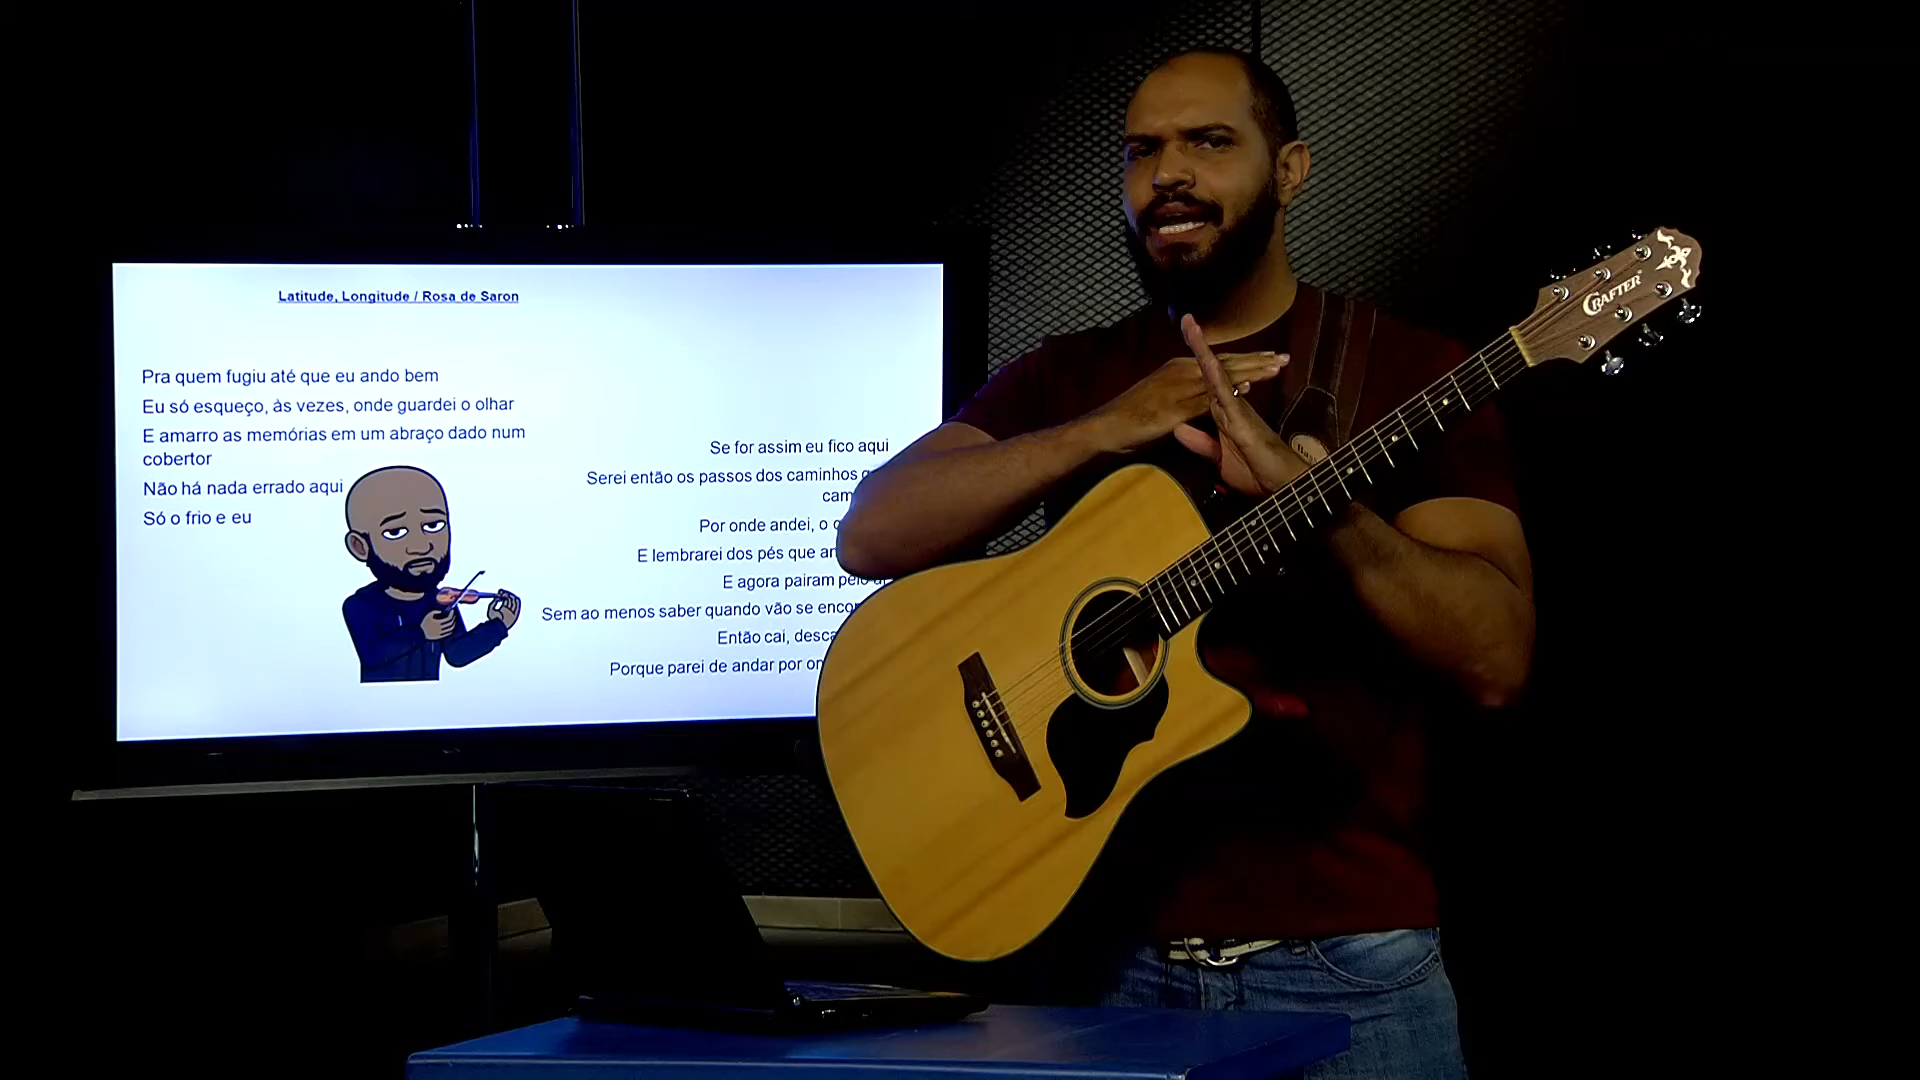 Latitude, Longitude / Rosa de Saron
Pra quem fugiu até que eu ando bem
Eu só esqueço, às vezes, onde guardei o olhar
E amarro as memórias em um abraço dado num
cobertor
Não há nada errado aqui
Só o frio e eu
Se for assim eu fico aqui
Serei então os passos dos caminhos
Por onde andei, o
E lembrarei dos pés que
E agora pairam pelo
Sem ao menos saber quando vão se
Então cai,
Porque parei de andar por
CRAFTER